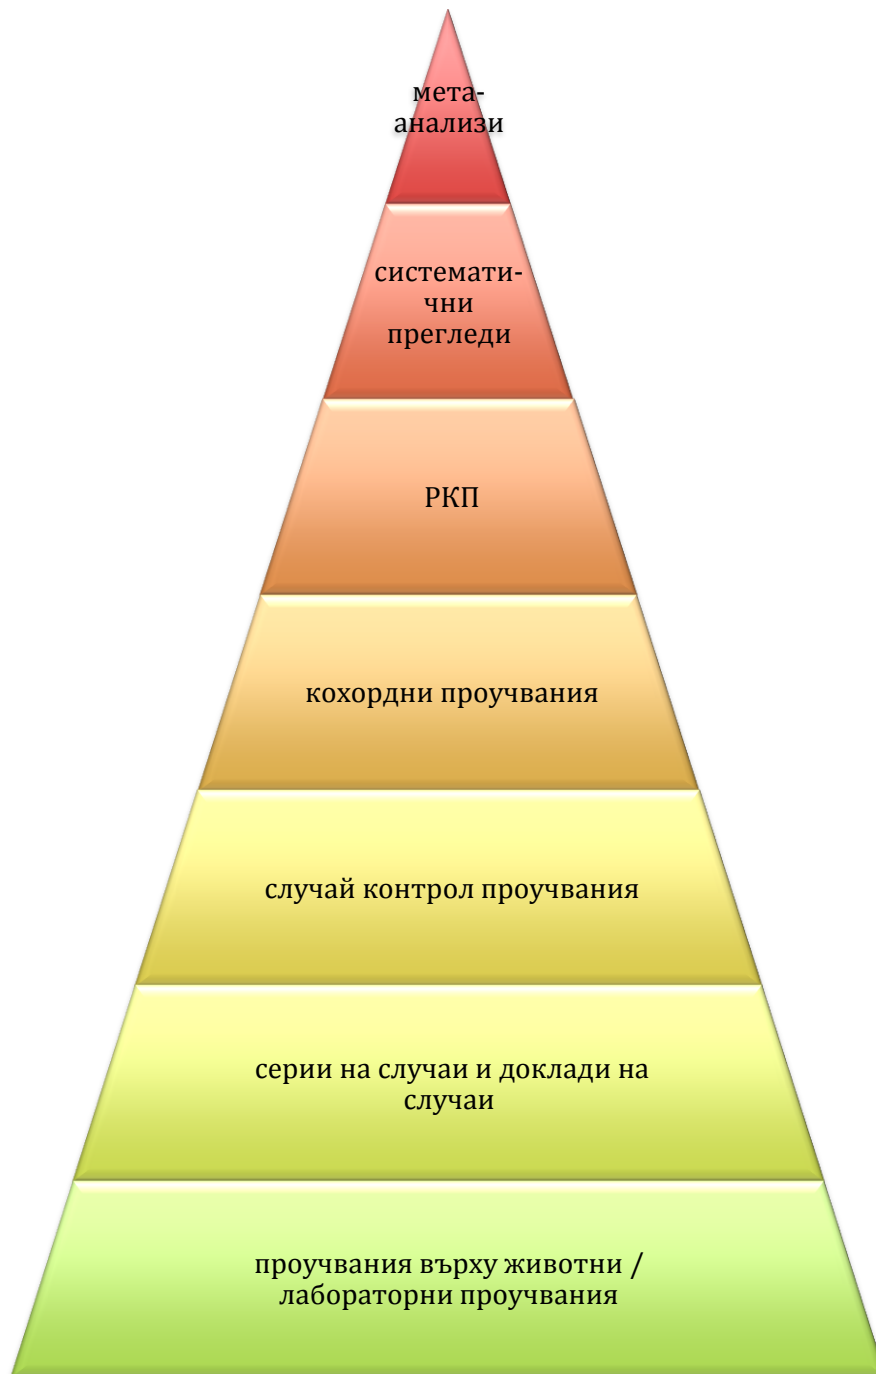 мета-
анализи
системати-
чни
прегледи
РКП
кохордни проучвания
случай контрол проучвания
серии на случаи и доклади на
случаи
проучвания върху животни /
лабораторни проучвания